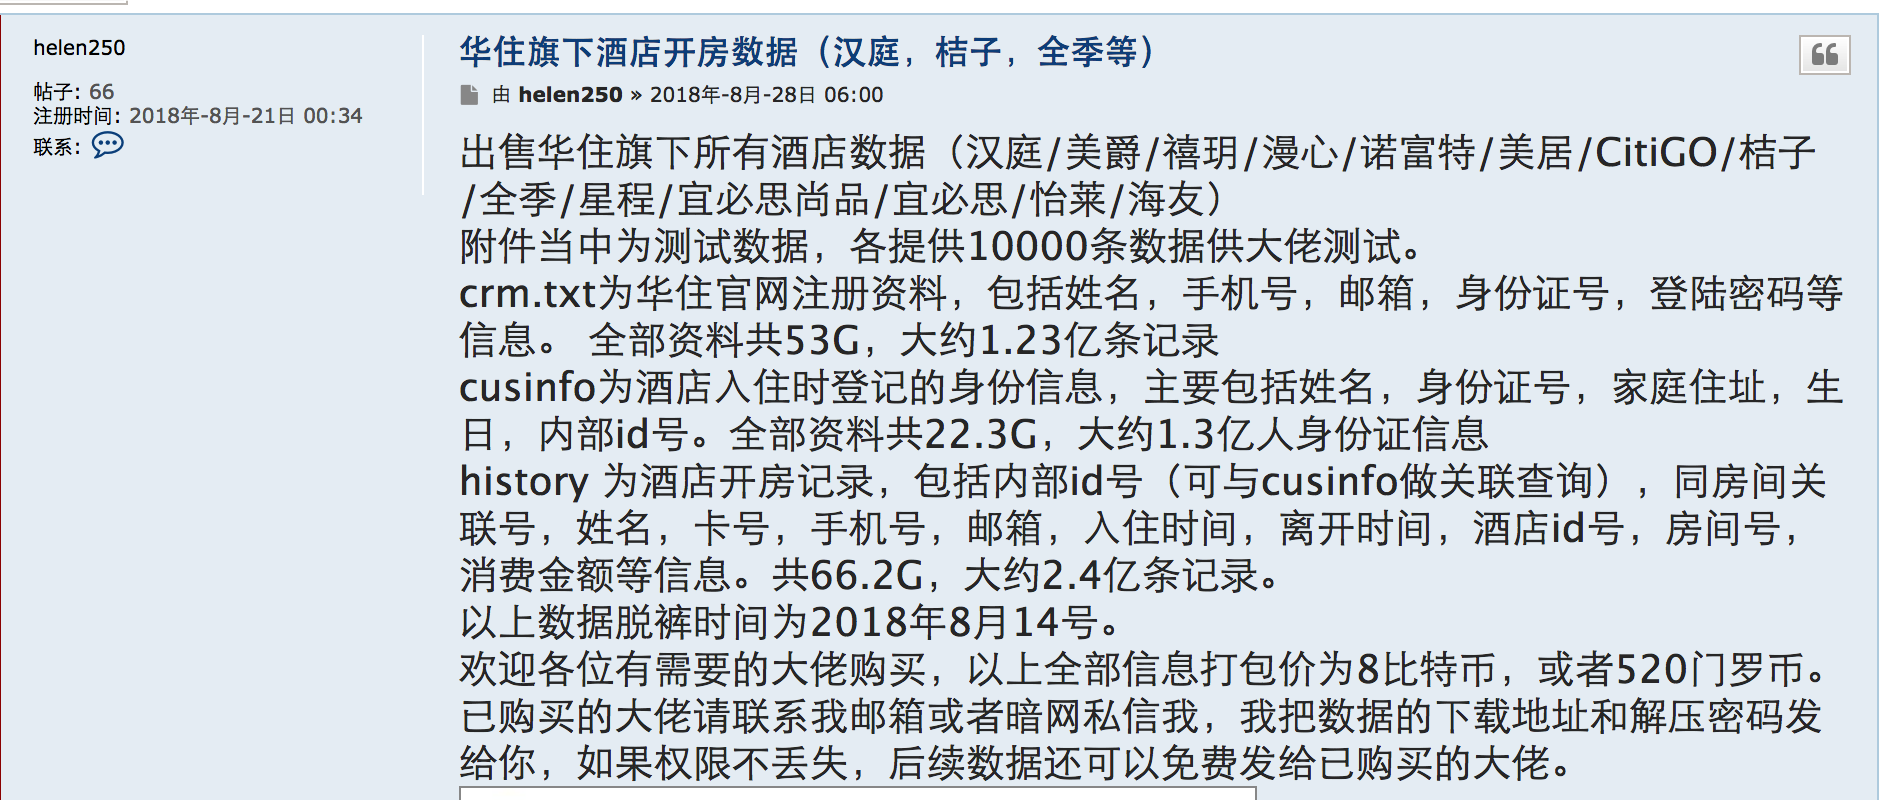 helen250
帖子: 66
注册时间: 2018年-8月-21日 00:34
联系:
华住旗下酒店开房数据（汉庭，桔子，全季等）
由 helen250 » 2018年-8月-28日 06:00
出售华住旗下所有酒店数据（汉庭/美爵/禧玥/漫心/诺富特/美居/CitiGO/桔子
/全季/星程/宜必思尚品/宜必思/怡莱/海友）
附件当中为测试数据，各提供10000条数据供大佬测试。
crm.txt为华住官网注册资料，包括姓名，手机号，邮箱，身份证号，登陆密码等
信息。 全部资料共53G，大约1.23亿条记录
cusinfo为酒店入住时登记的身份信息，主要包括姓名，身份证号，家庭住址，生
日，内部id号。全部资料共22.3G，大约1.3亿人身份证信息
history 为酒店开房记录，包括内部id号（可与cusinfo做关联查询），同房间关
联号，姓名，卡号，手机号，邮箱，入住时间，离开时间，酒店id号，房间号，
消费金额等信息。共66.2G，大约2.4亿条记录。
以上数据脱裤时间为2018年8月14号。
欢迎各位有需要的大佬购买，以上全部信息打包价为8比特币，或者520门罗币。
已购买的大佬请联系我邮箱或者暗网私信我，我把数据的下载地址和解压密码发
给你，如果权限不丢失，后续数据还可以免费发给已购买的大佬。